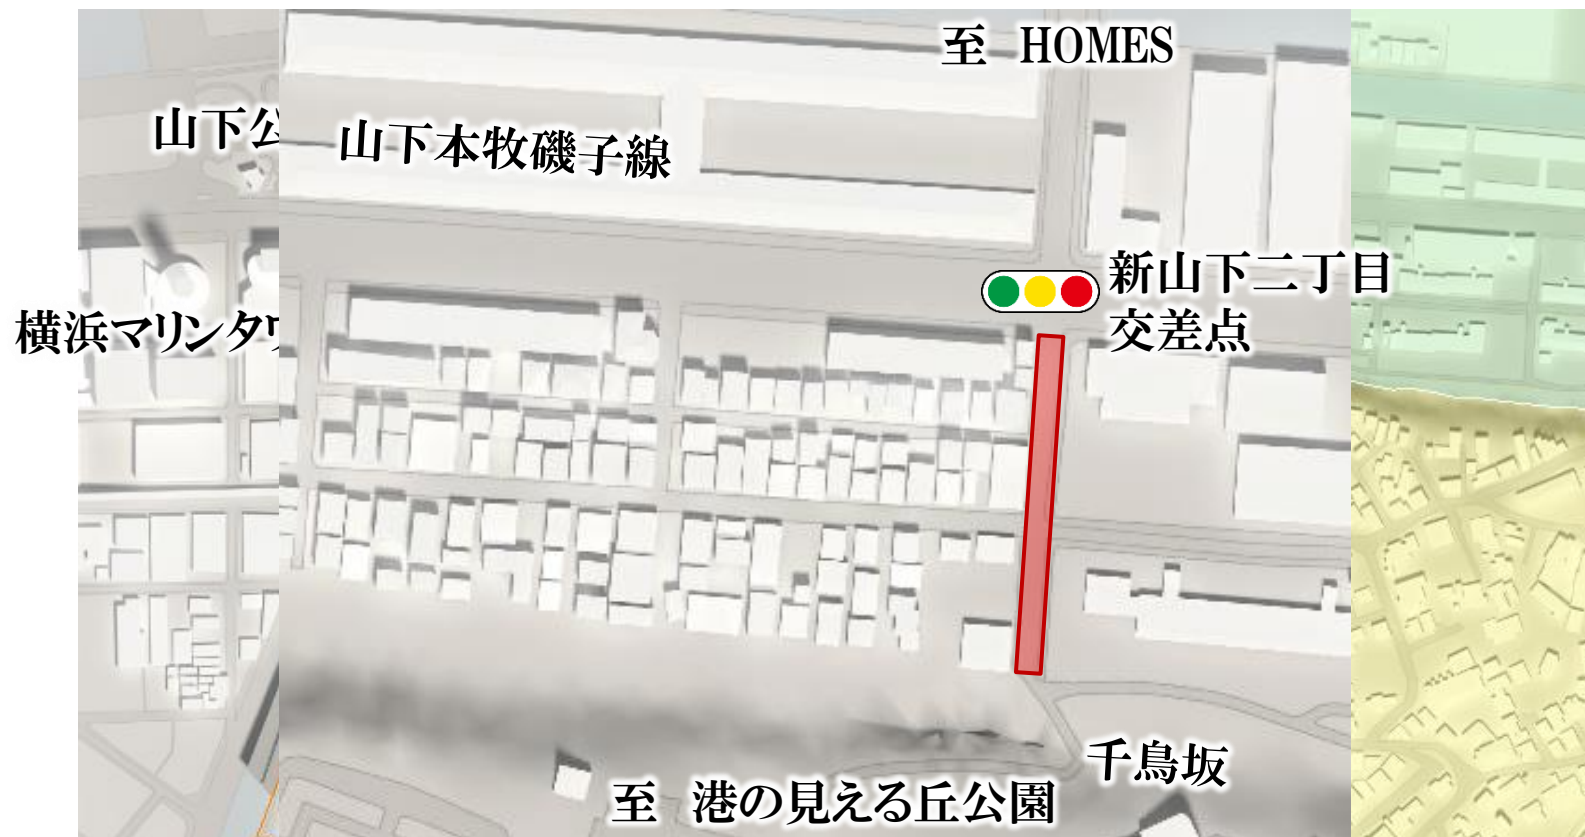 至 HOMES
山下公
山下本牧磯子線
新山下二丁目
交差点
横浜マリンタワ
千鳥坂
至 港の見える丘公園